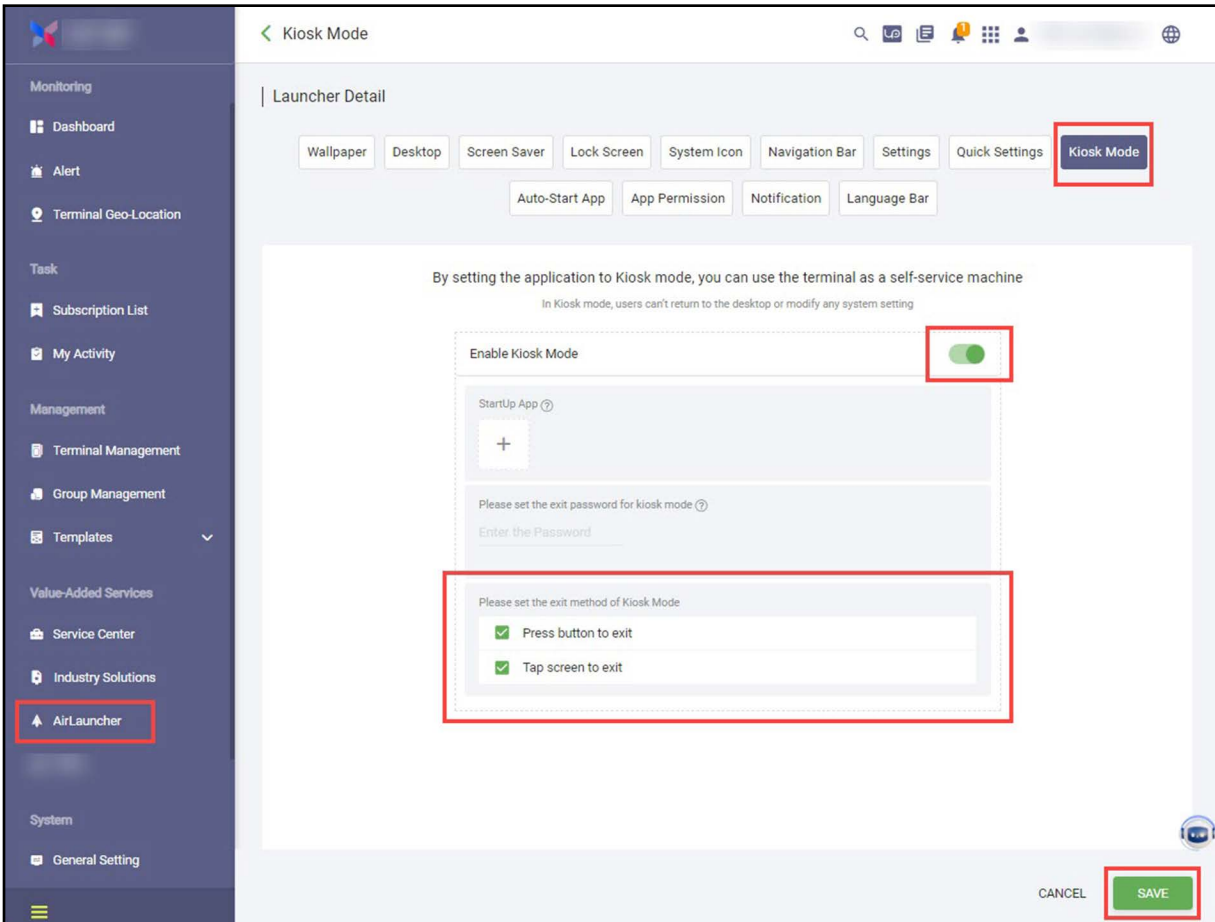 Kiosk Mode
1
Monitoring
Dashboard
Alert
Terminal Geo-Location
Task
Subscription List
My Activity
Management
Terminal Management
Group Management
Templates
Value-Added Services
Service Center
Industry Solutions
AirLauncher
System
General Setting
Launcher Detail
Wallpaper Desktop Screen Saver Lock Screen System Icon Navigation Bar Settings Quick Settings Kiosk Mode
Auto-Start App App Permission Notification Language Bar
By setting the application to Kiosk mode, you can use the terminal as a self-service machine
In Kiosk mode, users can't return to the desktop or modify any system setting
Enable Kiosk Mode
StartUp App ?
+
Please set the exit password for kiosk mode ?
Enter the Password
Please set the exit method of Kiosk Mode
Press button to exit
Tap screen to exit
CANCEL SAVE